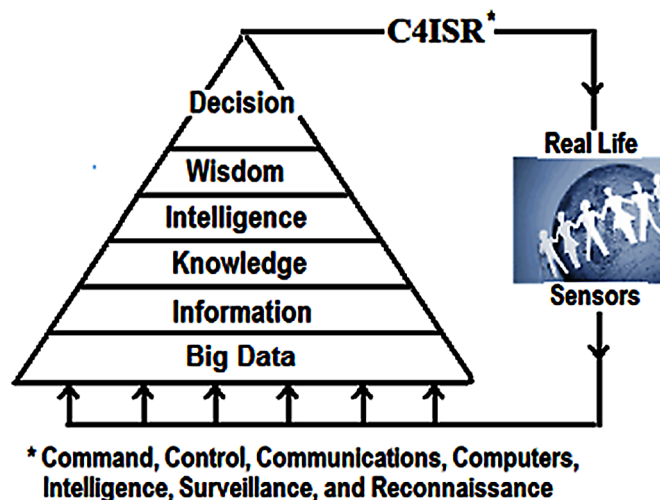 C4ISR*
Decision
Real Life
Wisdom
Intelligence
Knowledge
Sensors
Information
Big Data
* Command, Control, Communications, Computers,
Intelligence, Surveillance, and Reconnaissance